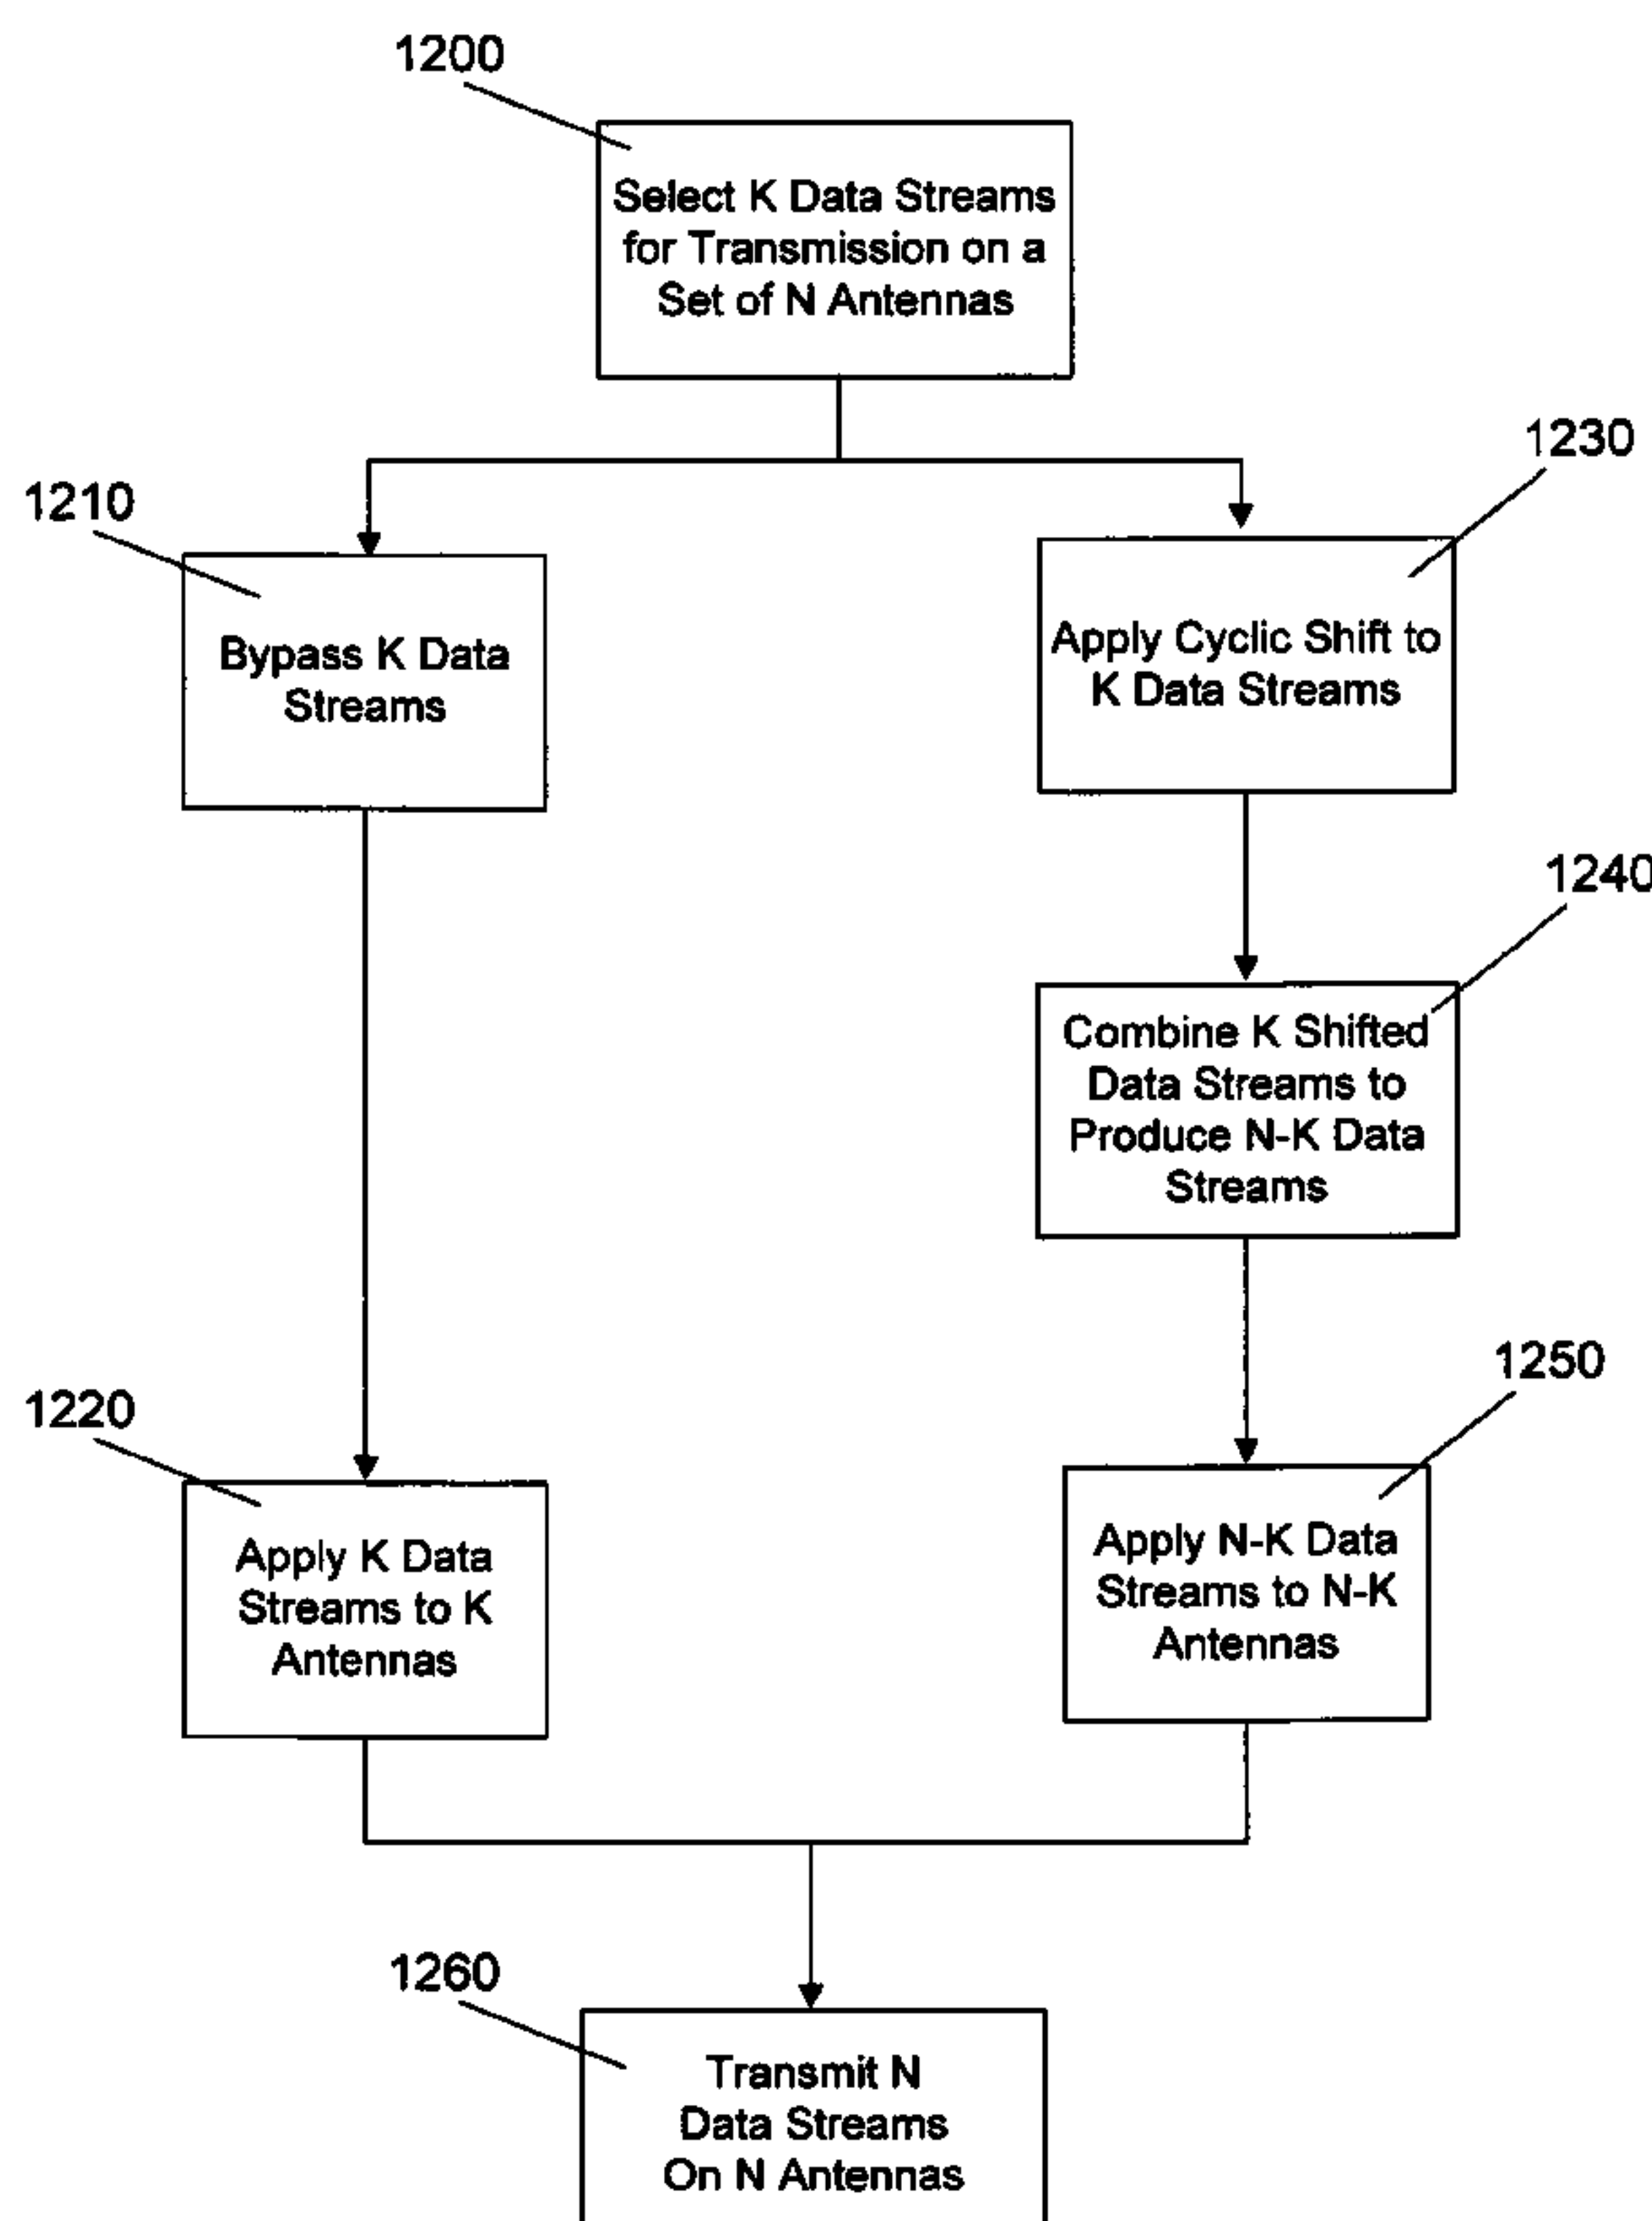 1200
Select K Data Streams
for Transmission on a
Set of N Antennas
1210
Bypass K Data
Streams
1230
Apply Cyclic Shift to
K Data Streams
1240
Combine K Shifted
Data Streams to
Produce N-K Data
Streams
1220
Apply K Data
Streams to K
Antennas
1250
Apply N-K Data
Streams to N-K
Antennas
1260
Transmit N
Data Streams
On N Antennas